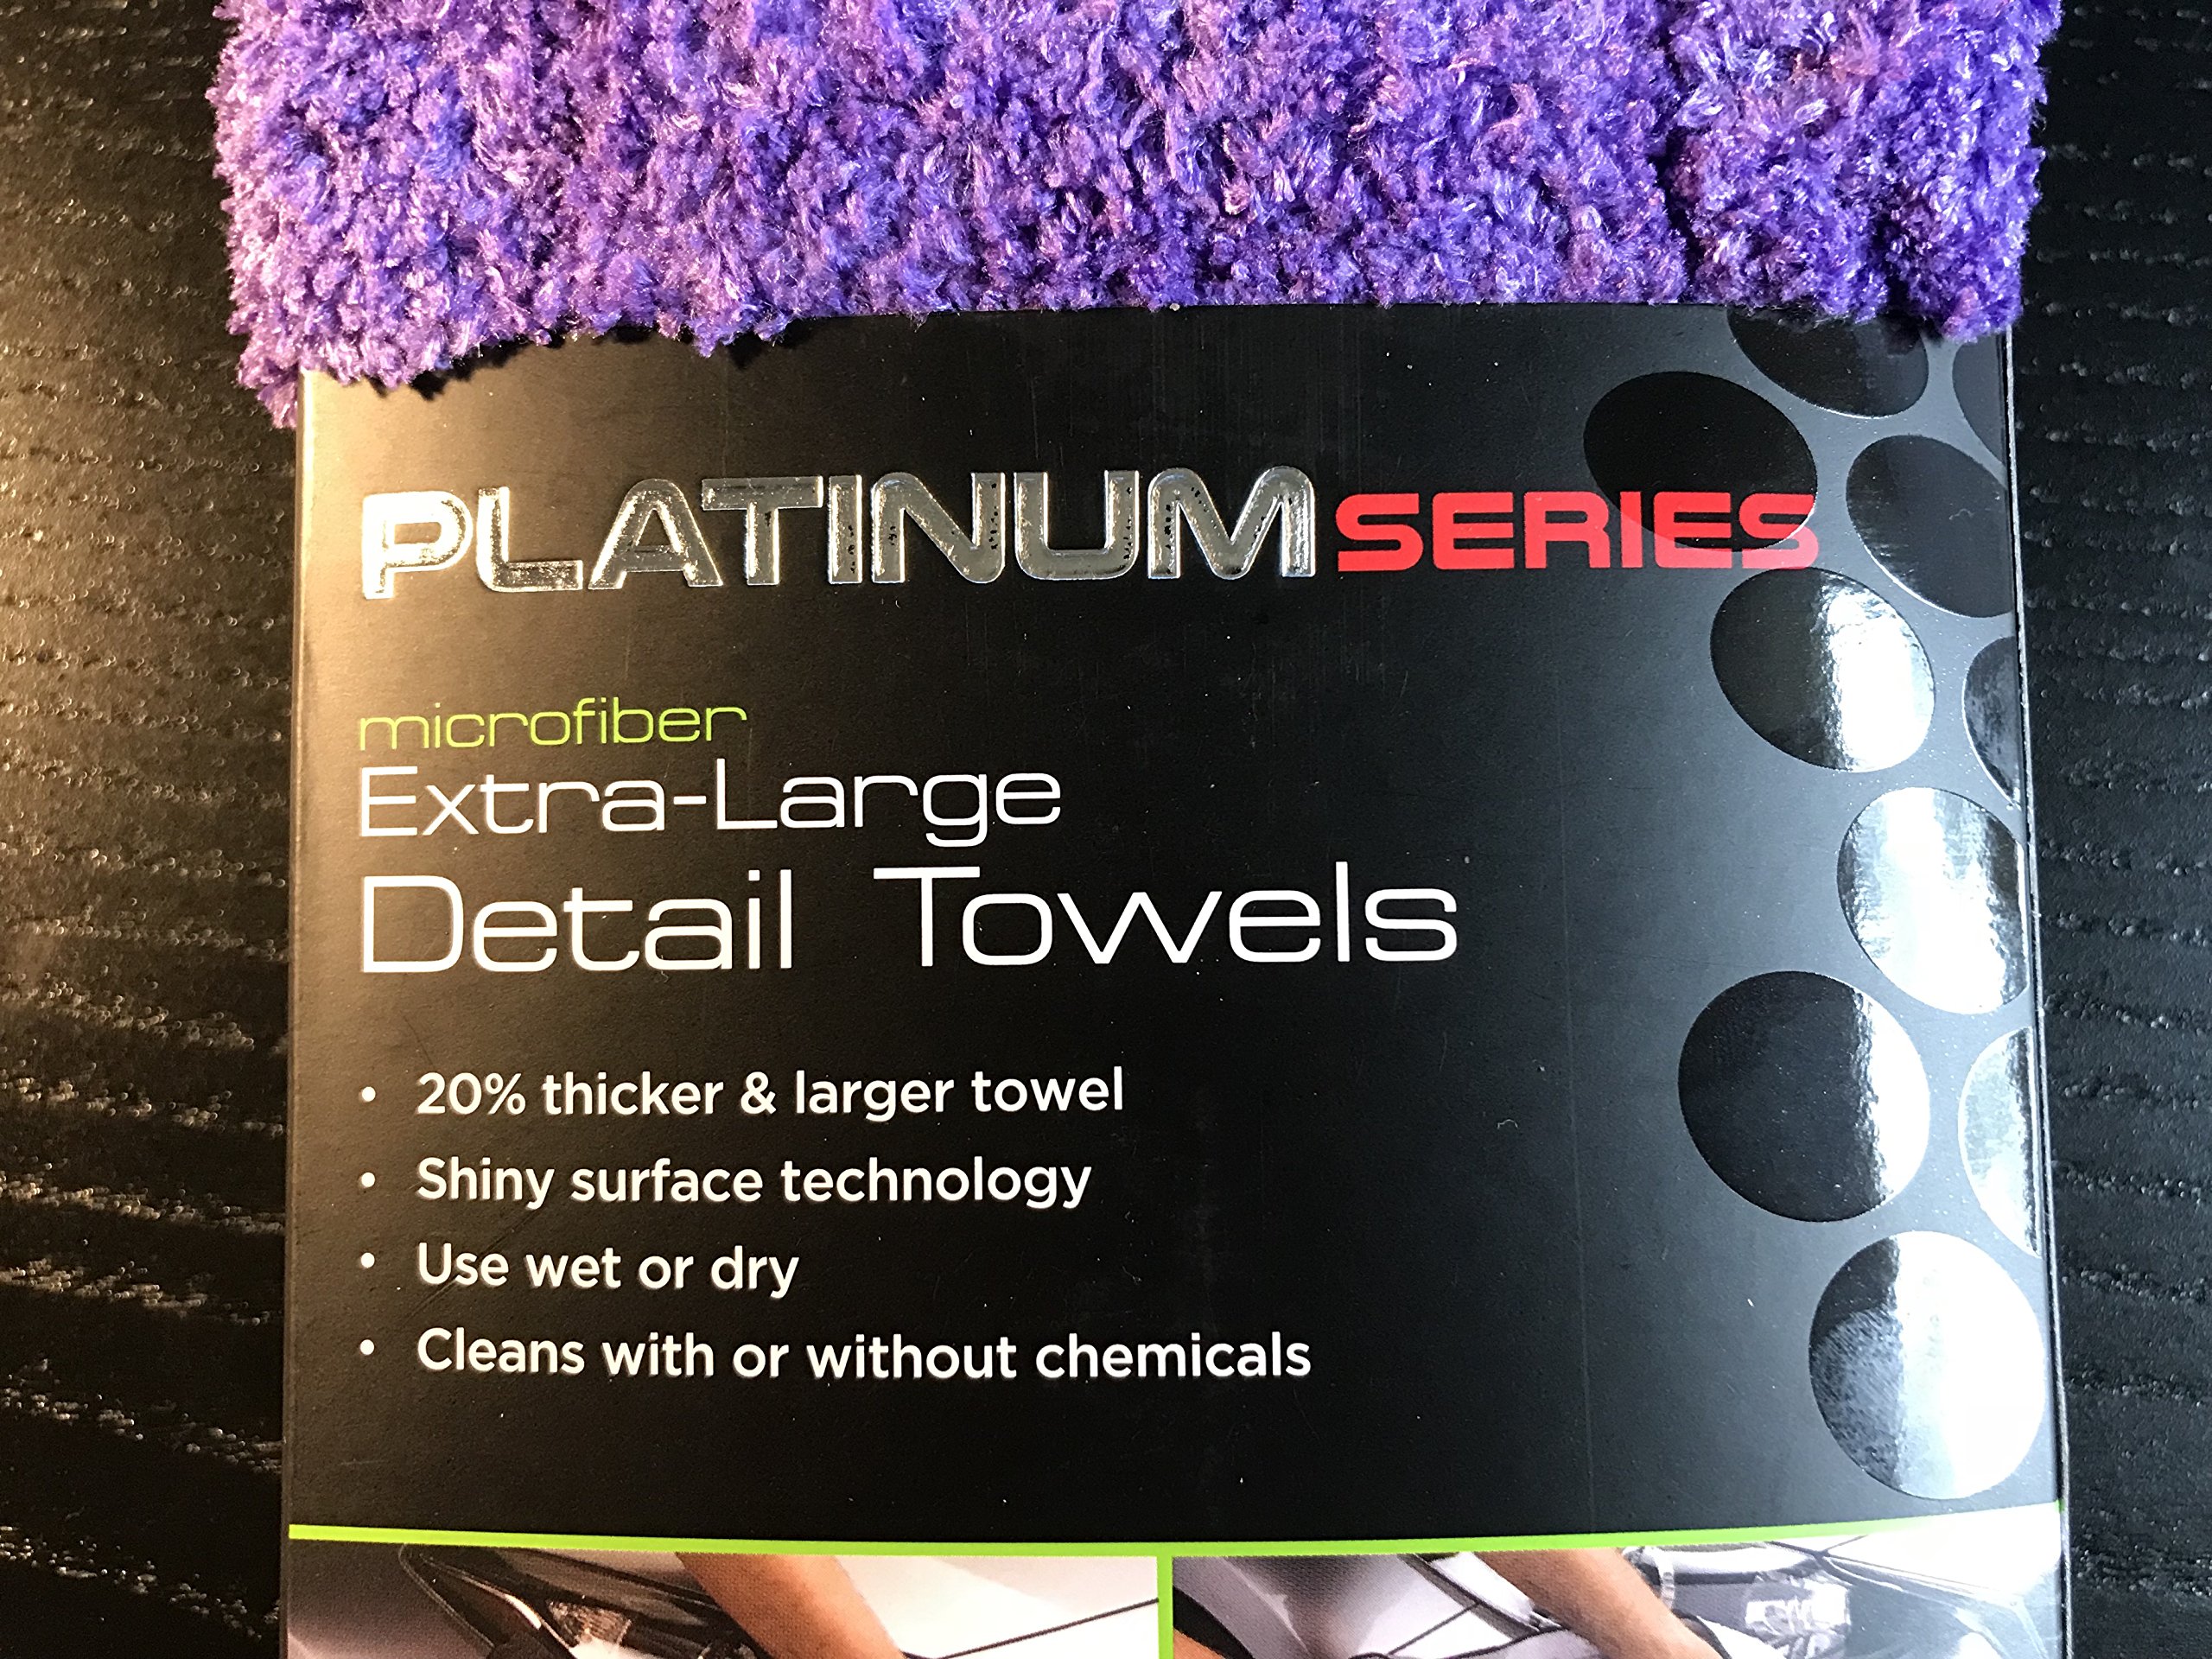 PLATINUM SERIES
microfiber
Extra-Large
Detail Towels
• 20% thicker & larger towel
• Shiny surface technology
• Use wet or dry
• Cleans with or without chemicals